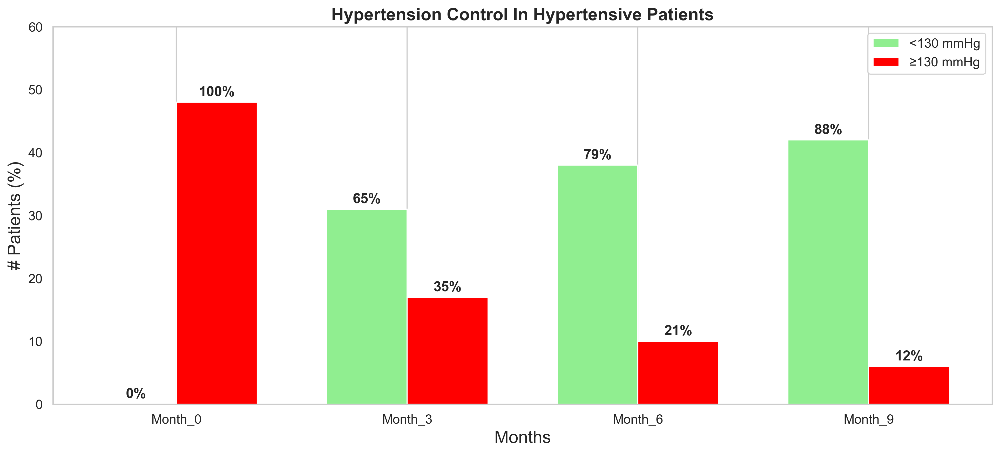 Hypertension Control In Hypertensive Patients
60
50
40
30
20
10
0
# Patients (%)
<130 mmHg
≥130 mmHg
0%
100%
65%
35%
79%
21%
88%
12%
Month_0
Month_3
Month_6
Month_9
Months